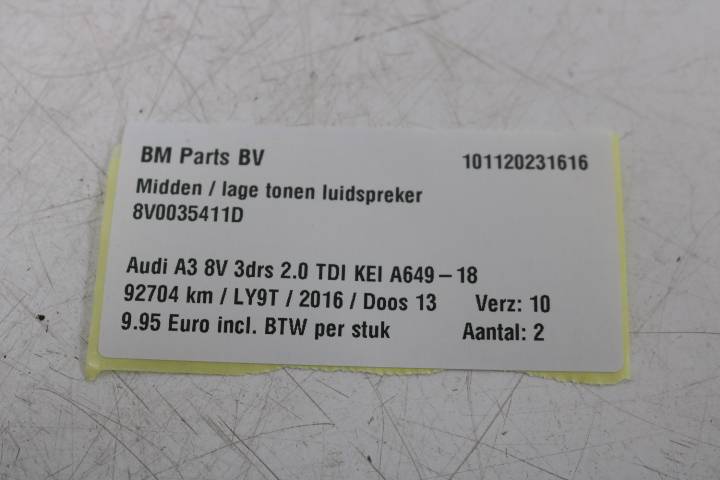 BM Parts BV 101120231616
Midden / lage tonen luidspreker
8V0035411D
Audi A3 8V 3drs 2.0 TDI KEI A649-18
92704 km / LY9T / 2016 / Doos 13 Verz: 10
9.95 Euro incl. BTW per stuk Aantal: 2